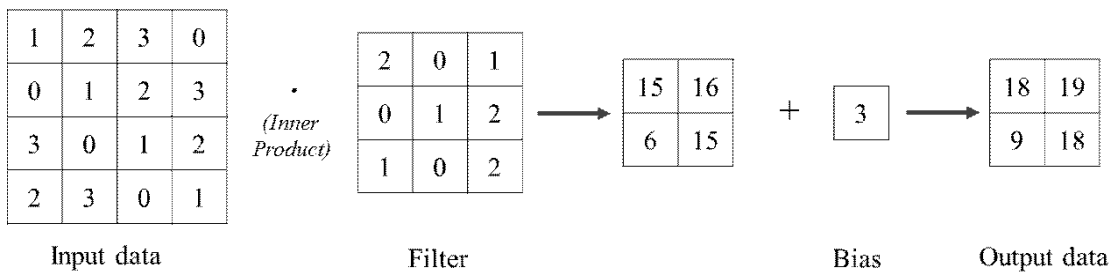 1 2 3 0
0 1 2 3
3 0 1 2
2 3 0 1
Input data
·
(Inner
Product)
2 0 1
0 1 2
1 0 2
Filter
15 16
6 15
+
3
Bias
18 19
9 18
Output data